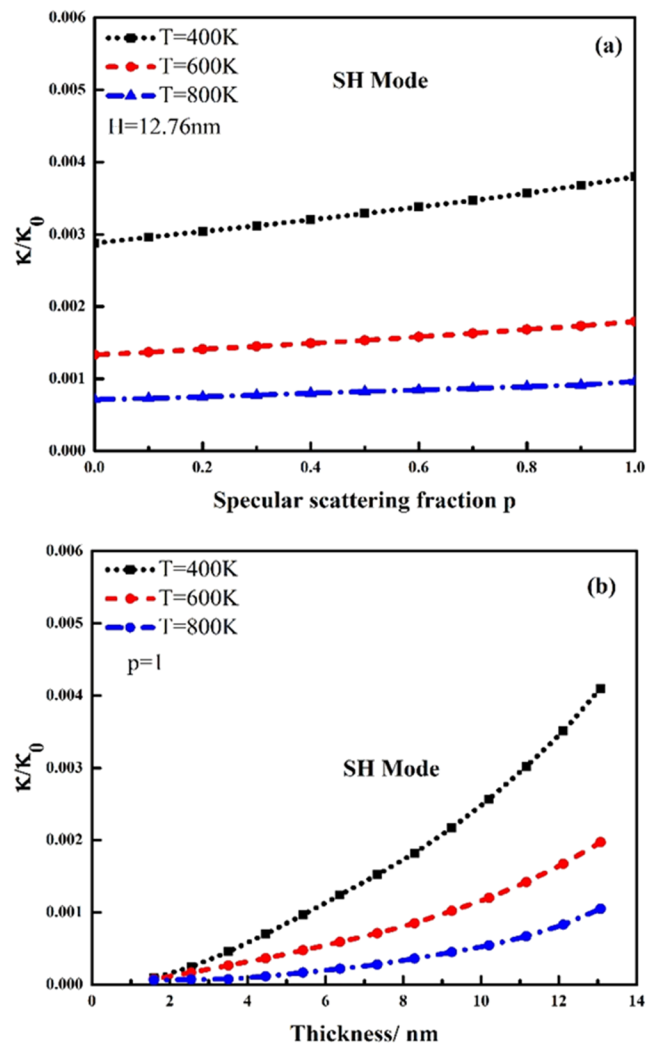 0.006
T=400K
(a)
T=600K
SH Mode
0.005
T=800K
H=12.76nm
0.004
0.003
κ/κ0
0.002
0.001
0.000
0.0 0.2 0.4 0.6 0.8 1.0
Specular scattering fraction p
0.006
T=400K
(b)
T=600K
0.005
T=800K
p=1
0.004
0.003
SH Mode
κ/κ0
0.002
0.001
0.000
0 2 4 6 8 10 12 14
Thickness/ nm